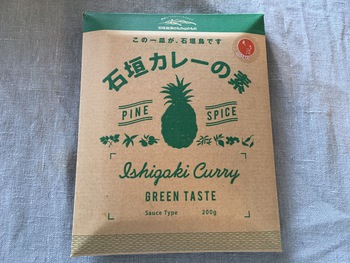 この一皿が、石垣島です
石垣カレーの素
PINE SPICE
Ishigaki Curry
GREEN TASTE
Sauce Type 200g